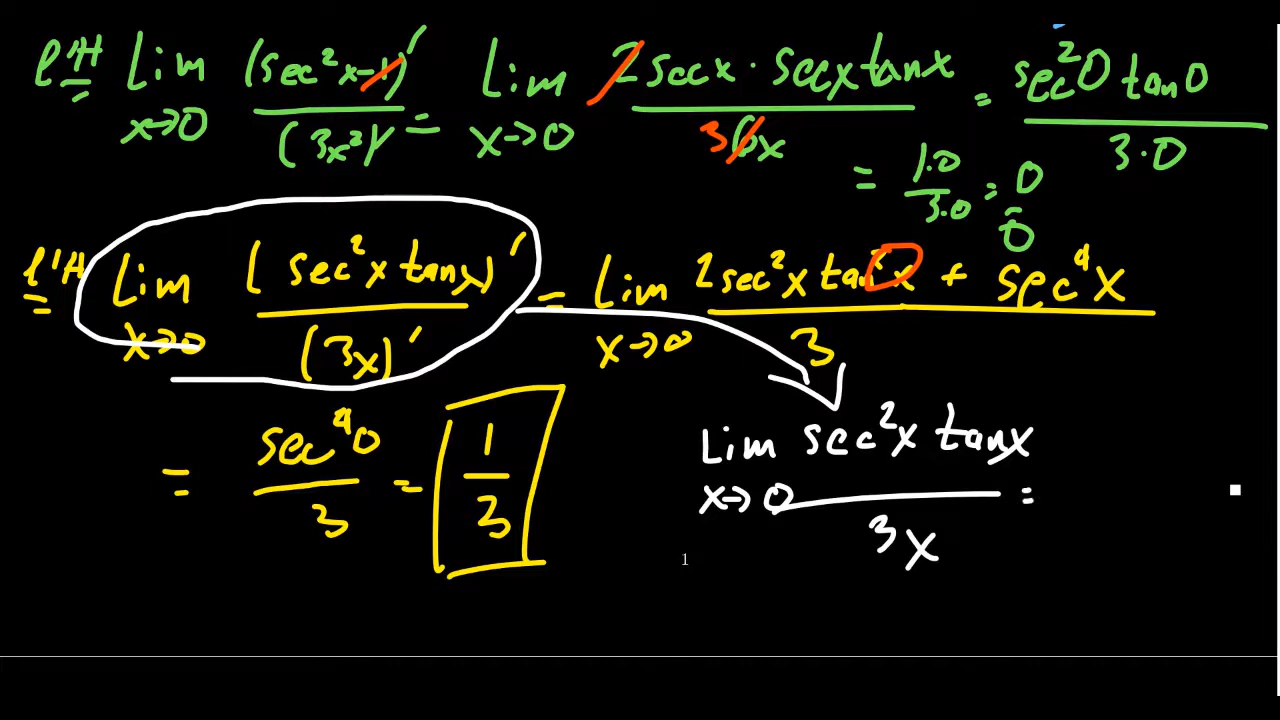 l'H lim x→0 (sec²x-1)' / (3x²)' = lim x→0 2secx · secxtanx / 3 6x = sec²0 tan0 / 3·0
= 1·0 / 3·0 = 0 / 0
l'H lim x→0 (sec²x tanx)' / (3x)' = lim x→0 2sec²x tan²x + sec⁴x / 3
= sec⁴0 / 3 = 1 / 3
Lim x→0 sec²x tanx / 3x =
1